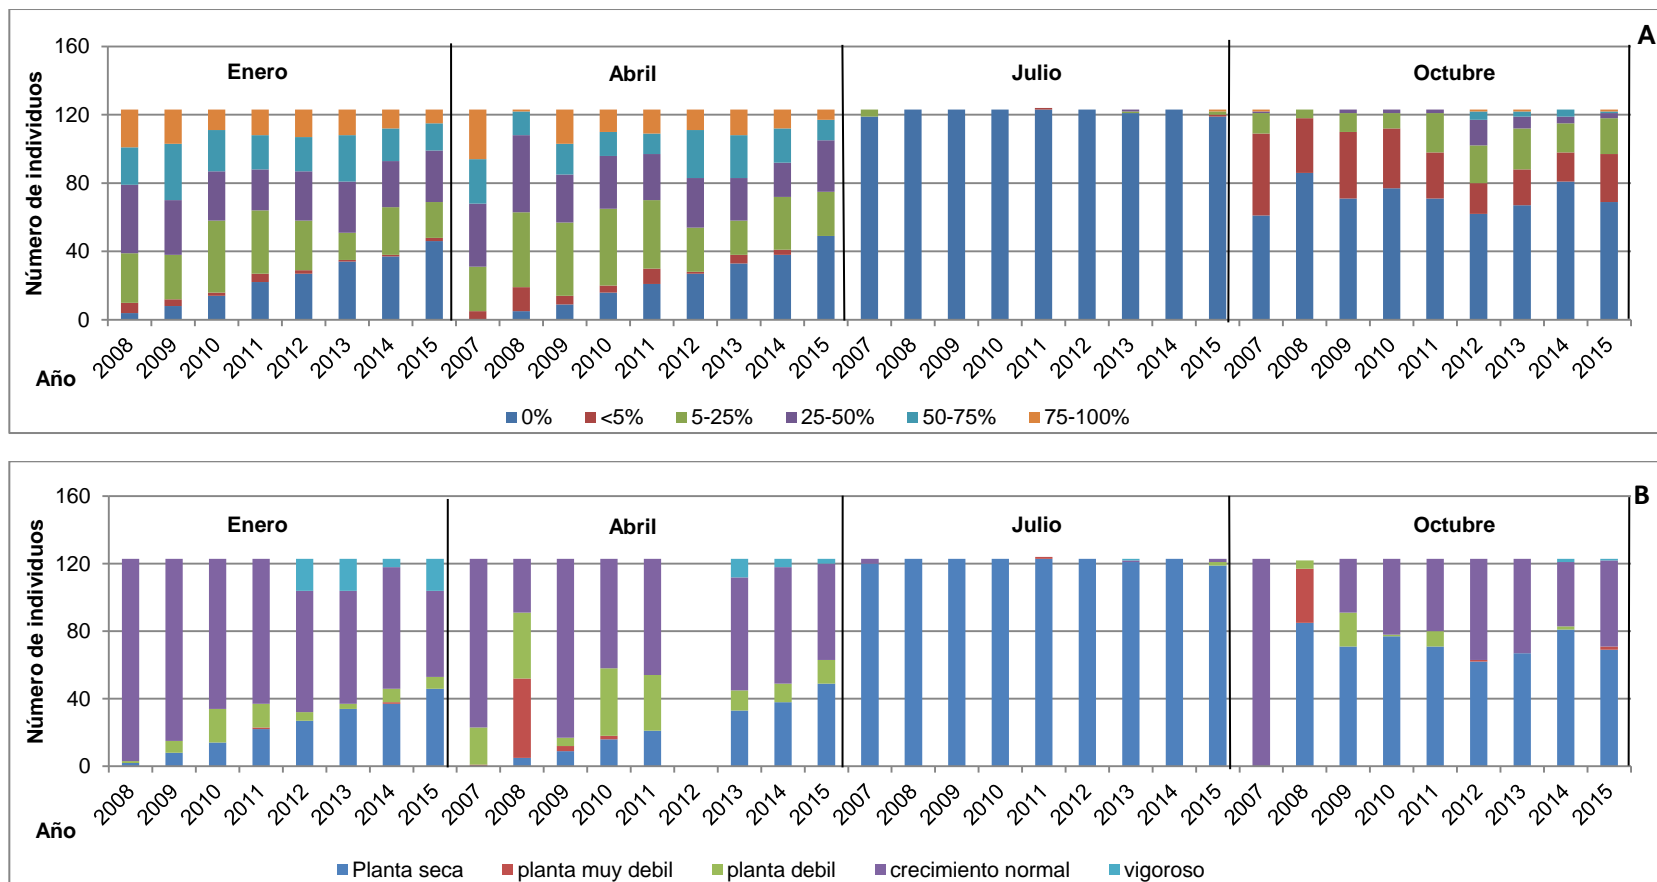 A
Número de individuos
160
120
80
40
0
Enero
Abril
Julio
Octubre
2008 2009 2010 2011 2012 2013 2014 2015 2007 2008 2009 2010 2011 2012 2013 2014 2015 2007 2008 2009 2010 2011 2012 2013 2014 2015 2007 2008 2009 2010 2011 2012 2013 2014 2015
Año
0% <5% 5-25% 25-50% 50-75% 75-100%
B
Número de individuos
160
120
80
40
0
Enero
Abril
Julio
Octubre
2008 2009 2010 2011 2012 2013 2014 2015 2007 2008 2009 2010 2011 2012 2013 2014 2015 2007 2008 2009 2010 2011 2012 2013 2014 2015 2007 2008 2009 2010 2011 2012 2013 2014 2015
Año
Planta seca planta muy debil planta debil crecimiento normal vigoroso